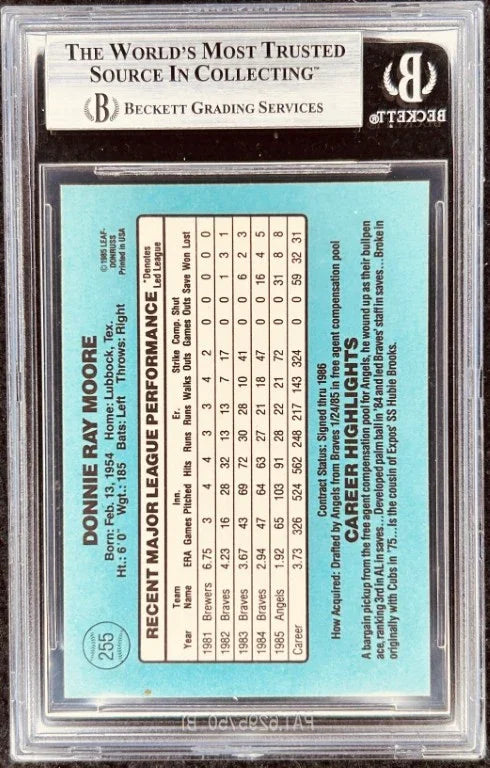 THE WORLD'S MOST TRUSTED
SOURCE IN COLLECTING™
BECKETT GRADING SERVICES
BECKETT®
255
DONNIE RAY MOORE
Born: Feb. 13, 1954 Home: Lubbock, Tex.
Ht.: 6'0" Wgt.: 185 Bats: Left Throws: Right
© 1985 LEAF-
DONRUSS
Printed in USA
RECENT MAJOR LEAGUE PERFORMANCE
*Denotes
Led League
Team Inn. Er. Strike Comp. Shut
Year Name ERA Games Pitched Hits Runs Runs Walks Outs Games Outs Save Won Lost
1981 Brewers 6.75 3 4 4 3 3 4 2 0 0 0 0 0
1982 Braves 4.23 16 28 32 13 13 7 17 0 0 1 3 1
1983 Braves 3.67 43 69 72 30 28 10 41 0 0 6 2 3
1984 Braves 2.94 47 64 63 27 21 18 47 0 0 16 4 5
1985 Angels 1.92 65 103 91 28 22 21 72 0 0 31 8 8
Career 3.73 326 524 562 248 217 143 324 0 0 59 32 31
Contract Status: Signed thru 1986
How Acquired: Drafted by Angels from Braves 1/24/85 in free agent compensation pool
CAREER HIGHLIGHTS
A bargain pickup from the free agent compensation pool for Angels, he wound up as their bullpen
ace, ranking 3rd in AL in saves...Developed palm ball in '84 and led Braves' staff in saves...Broke in
originally with Cubs in '75...Is the cousin of Expos' SS Hubie Brooks.